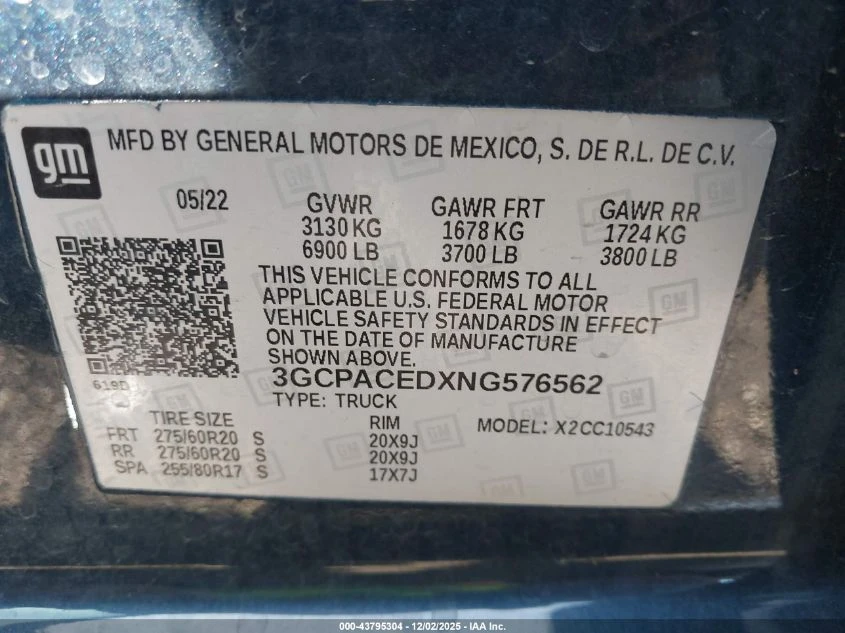 gm
MFD BY GENERAL MOTORS DE MEXICO, S. DE R.L. DE C.V.
05/22 GVWR GAWR FRT GAWR RR
3130 KG 1678 KG 1724 KG
6900 LB 3700 LB 3800 LB
THIS VEHICLE CONFORMS TO ALL
APPLICABLE U.S. FEDERAL MOTOR
VEHICLE SAFETY STANDARDS IN EFFECT
ON THE DATE OF MANUFACTURE
SHOWN ABOVE.
619D
3GCPACEDXNG576562
TYPE: TRUCK
TIRE SIZE RIM MODEL: X2CC10543
FRT 275/60R20 S 20X9J
RR 275/60R20 S 20X9J
SPA 255/80R17 S 17X7J
000-43795304 | 12/02/2025 - IAA Inc.